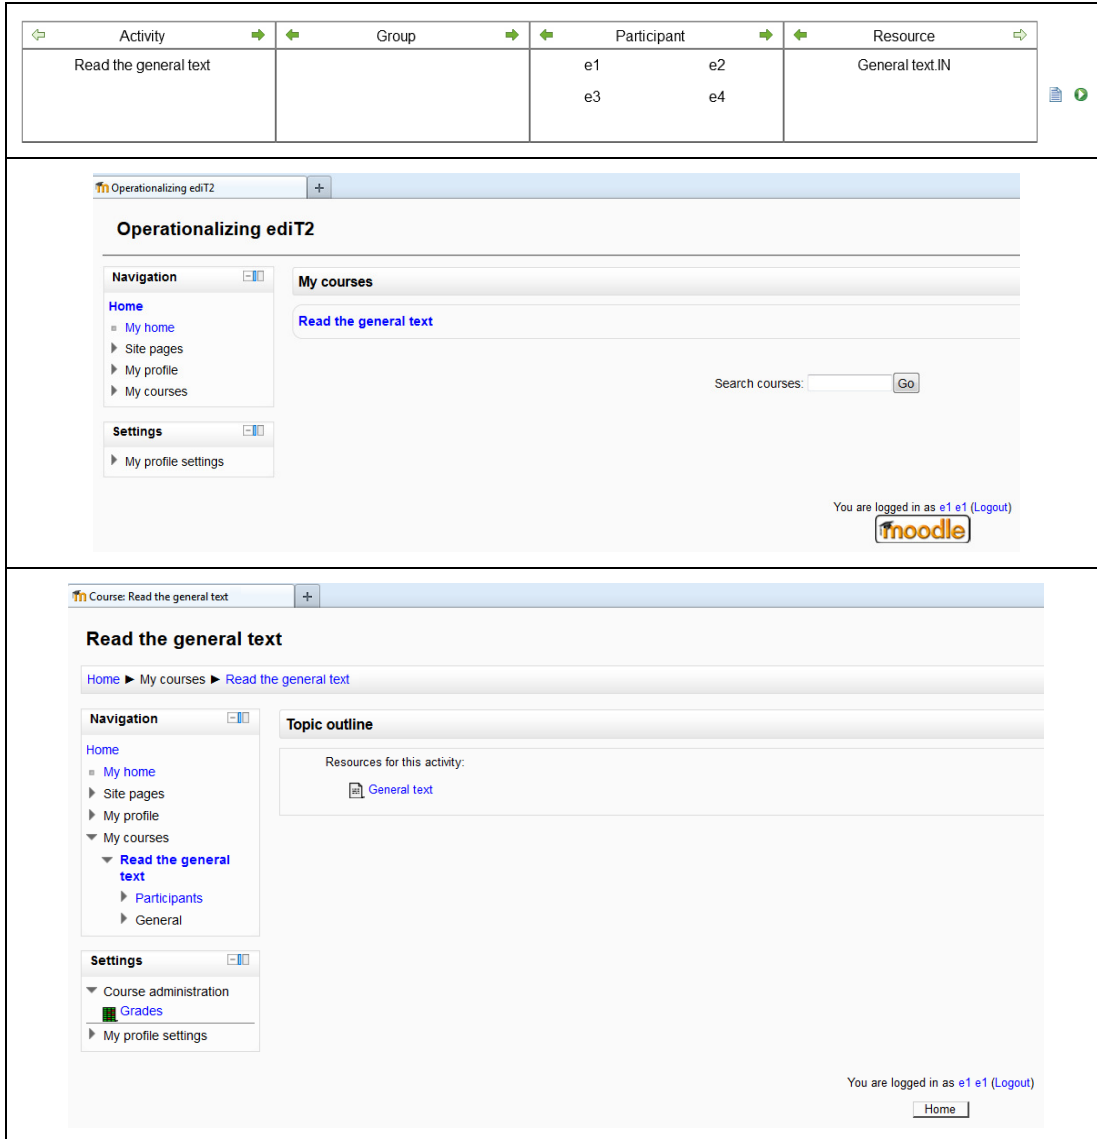 Activity Group Participant Resource
Read the general text e1 e2 General text.IN
e3 e4
Operationalizing ediT2
Operationalizing ediT2
Navigation
My courses
Home
Read the general text
My home
Site pages
My profile
Search courses: Go
My courses
Settings
My profile settings
You are logged in as e1 e1 (Logout)
moodle
Course: Read the general text
Read the general text
Home ► My courses ► Read the general text
Navigation
Topic outline
Home
Resources for this activity:
My home
General text
Site pages
My profile
My courses
Read the general
text
Participants
General
Settings
Course administration
Grades
My profile settings
You are logged in as e1 e1 (Logout)
Home